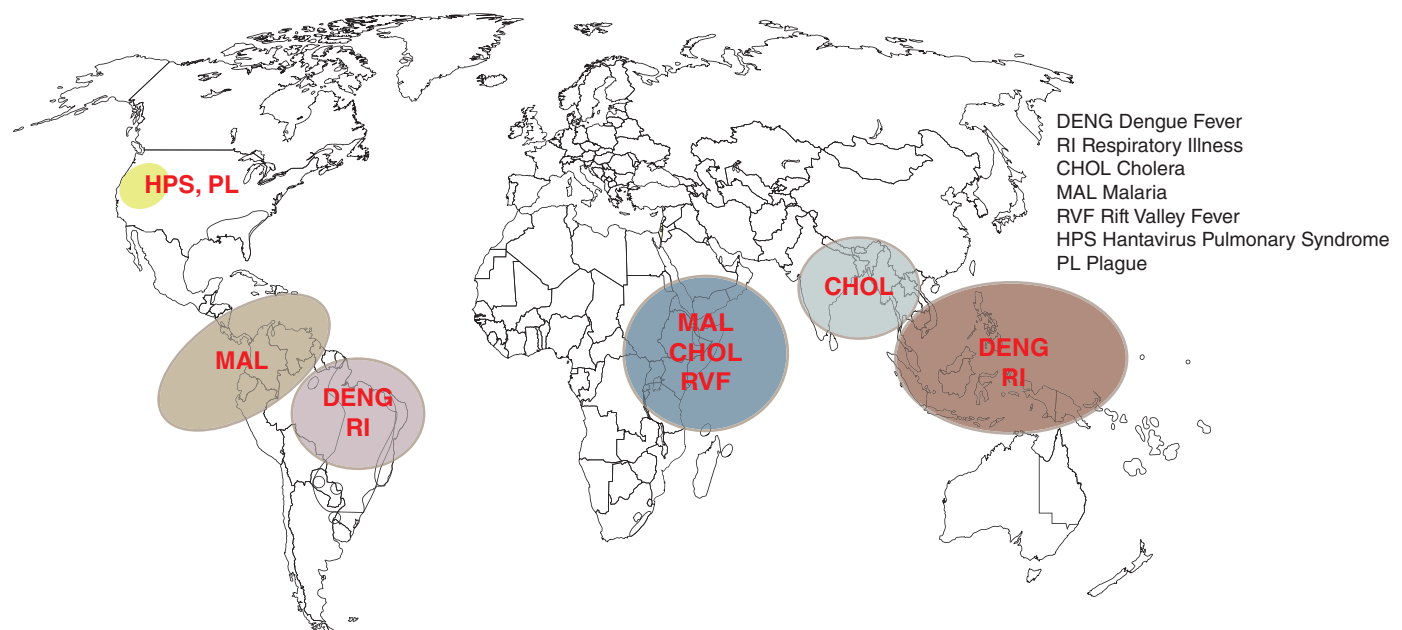 DENG Dengue Fever
RI Respiratory Illness
CHOL Cholera
MAL Malaria
RVF Rift Valley Fever
HPS Hantavirus Pulmonary Syndrome
PL Plague
HPS, PL
MAL
DENG
RI
MAL
CHOL
RVF
CHOL
DENG
RI